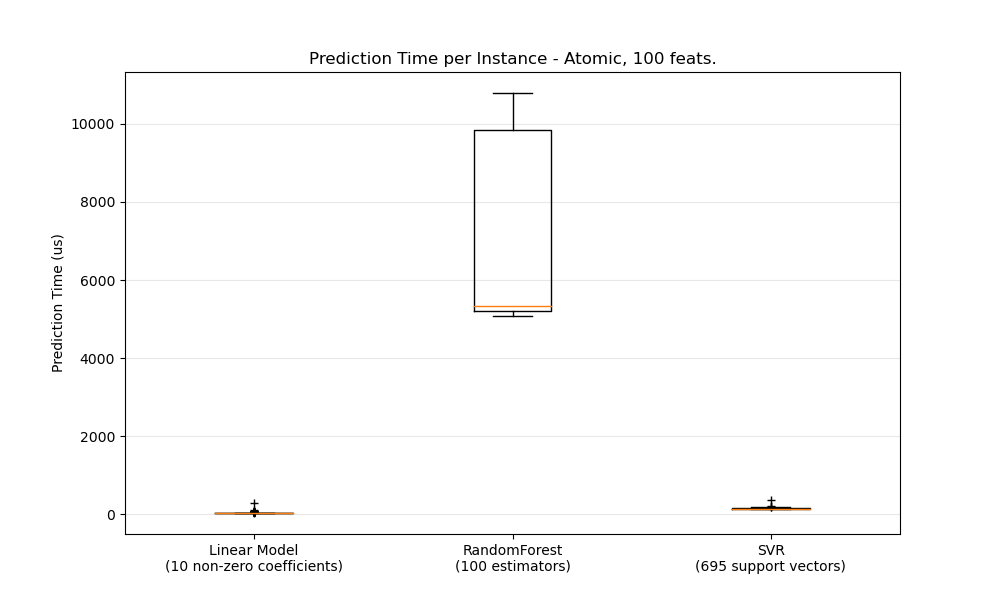 Prediction Time per Instance - Atomic, 100 feats.
Prediction Time (us)
10000
8000
6000
4000
2000
0
Linear Model
(10 non-zero coefficients)
RandomForest
(100 estimators)
SVR
(695 support vectors)